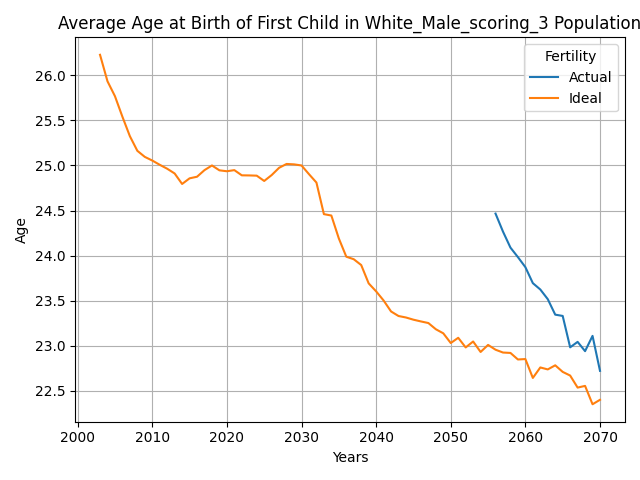 Average Age at Birth of First Child in White_Male_scoring_3 Population
Fertility
Actual
Ideal
Age
26.0
25.5
25.0
24.5
24.0
23.5
23.0
22.5
2000 2010 2020 2030 2040 2050 2060 2070
Years